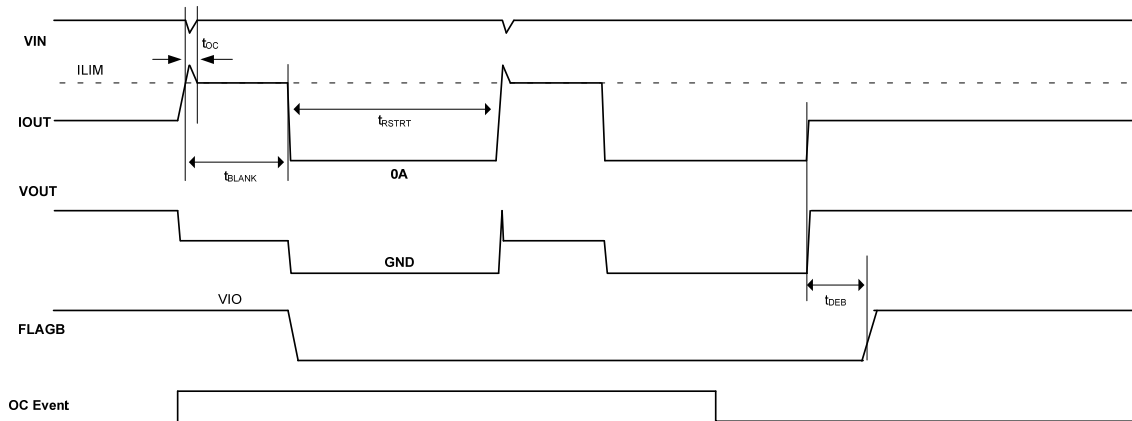 VIN
tOC
ILIM
IOUT
tRSTRT
tBLANK
0A
VOUT
GND
VIO
tDEB
FLAGB
OC Event